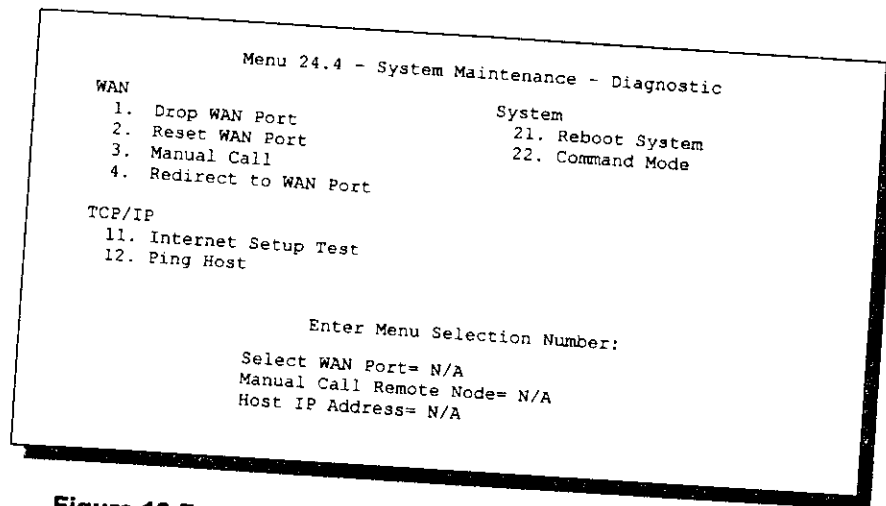 Menu 24.4 - System Maintenance - Diagnostic
WAN
1. Drop WAN Port
2. Reset WAN Port
3. Manual Call
4. Redirect to WAN Port
TCP/IP
11. Internet Setup Test
12. Ping Host
System
21. Reboot System
22. Command Mode
Enter Menu Selection Number:
Select WAN Port= N/A
Manual Call Remote Node= N/A
Host IP Address= N/A
Figure